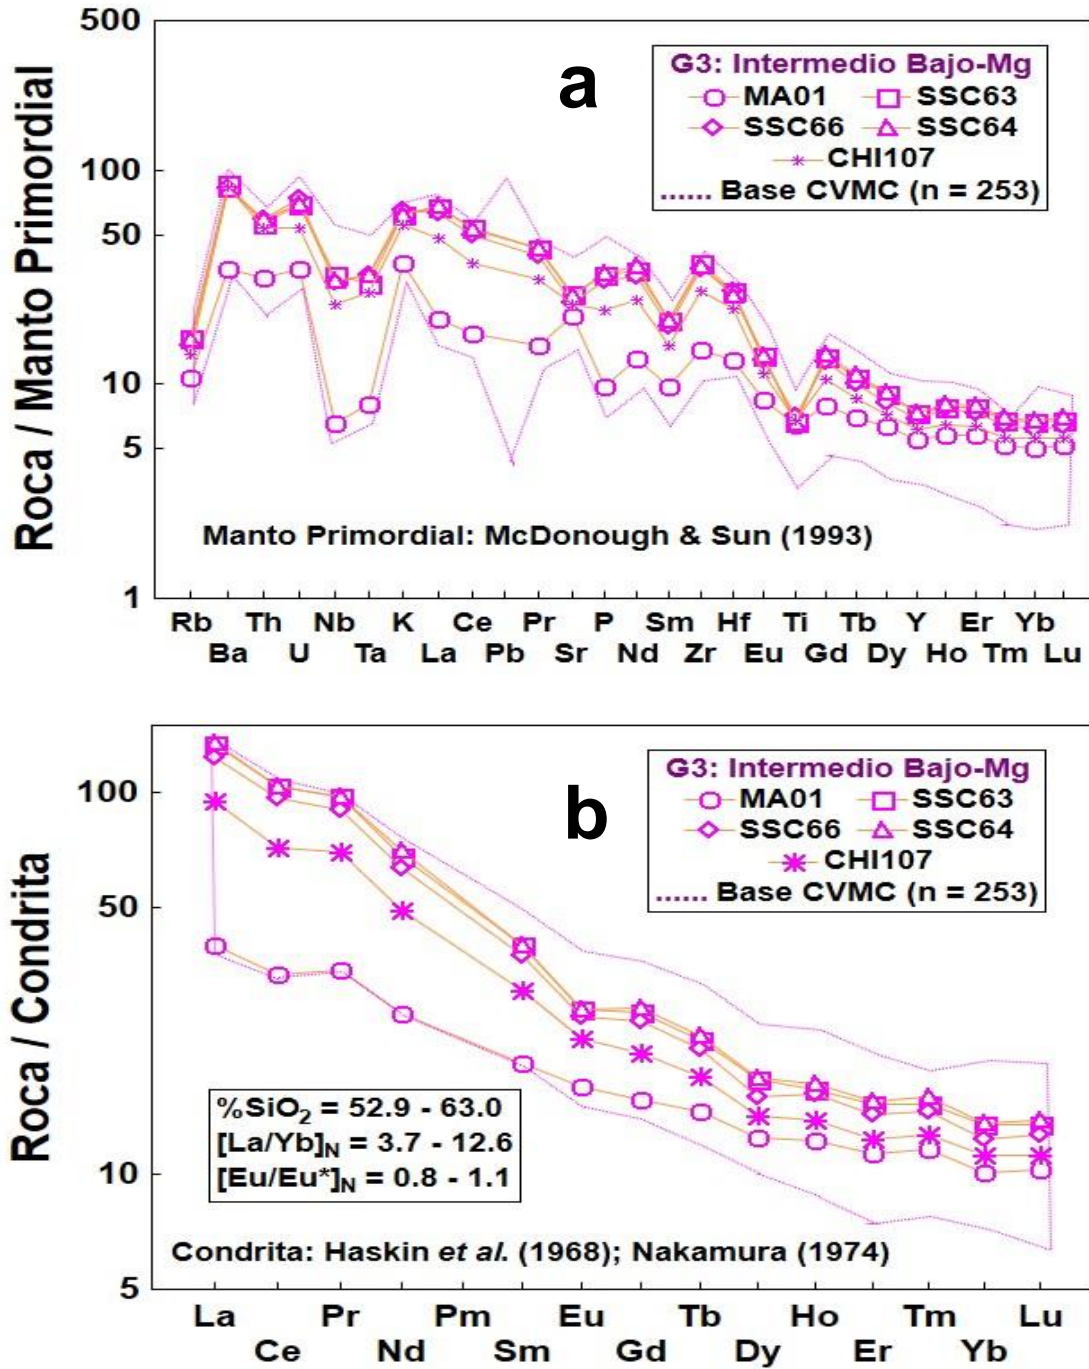 500
100
50
10
5
1
Roca / Manto Primordial
a
G3: Intermedio Bajo-Mg
MA01 SSC63
SSC66 SSC64
CHI107
...... Base CVMC (n = 253)
Manto Primordial: McDonough & Sun (1993)
Rb Th Nb K Ce Pr P Sm Hf Ti Tb Y Er Yb
Ba U Ta La Pb Sr Nd Zr Eu Gd Dy Ho Tm Lu
100
50
10
5
Roca / Condrita
b
G3: Intermedio Bajo-Mg
MA01 SSC63
SSC66 SSC64
CHI107
...... Base CVMC (n = 253)
%SiO₂ = 52.9 - 63.0
[La/Yb]N = 3.7 - 12.6
[Eu/Eu*]N = 0.8 - 1.1
Condrita: Haskin et al. (1968); Nakamura (1974)
La Pr Pm Eu Tb Ho Tm Lu
Ce Nd Sm Gd Dy Er Yb